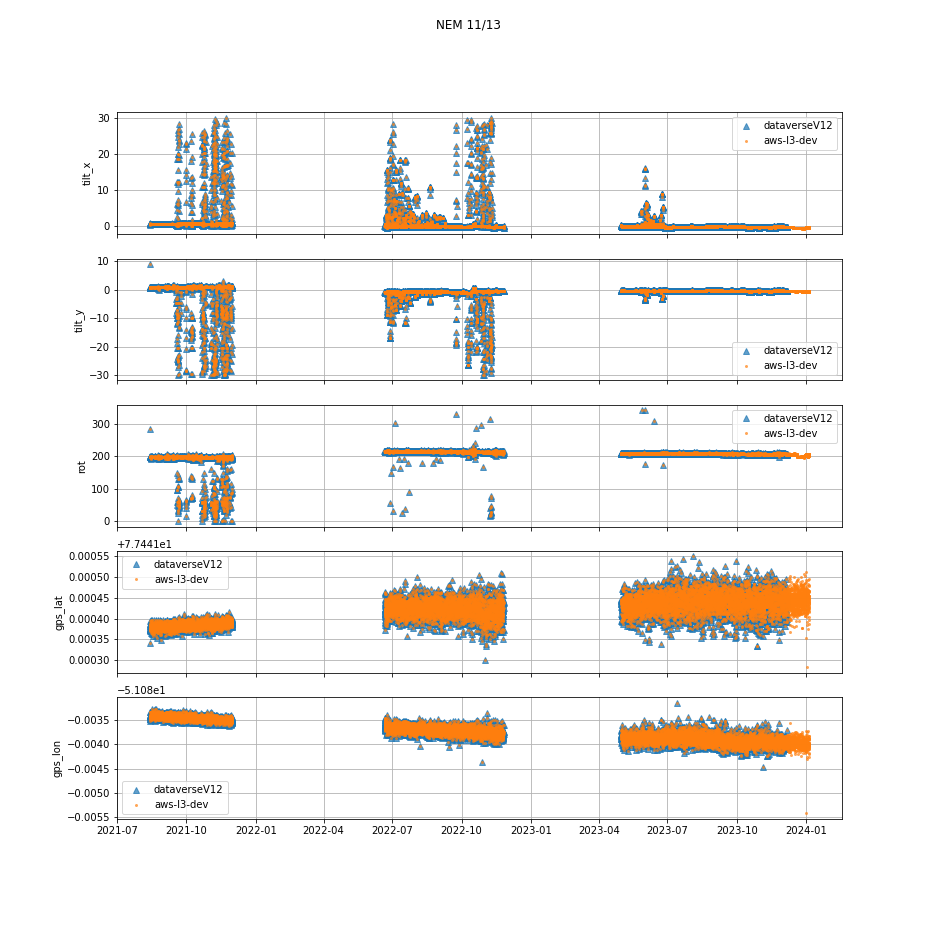 NEM 11/13
30
20
10
0
tilt_x
dataverseV12
aws-l3-dev
10
0
−10
−20
−30
tilt_y
dataverseV12
aws-l3-dev
300
200
100
0
rot
dataverseV12
aws-l3-dev
+7.7441e1
0.00055
0.00050
0.00045
0.00040
0.00035
0.00030
gps_lat
dataverseV12
aws-l3-dev
−5.108e1
−0.0035
−0.0040
−0.0045
−0.0050
−0.0055
gps_lon
dataverseV12
aws-l3-dev
2021-07 2021-10 2022-01 2022-04 2022-07 2022-10 2023-01 2023-04 2023-07 2023-10 2024-01